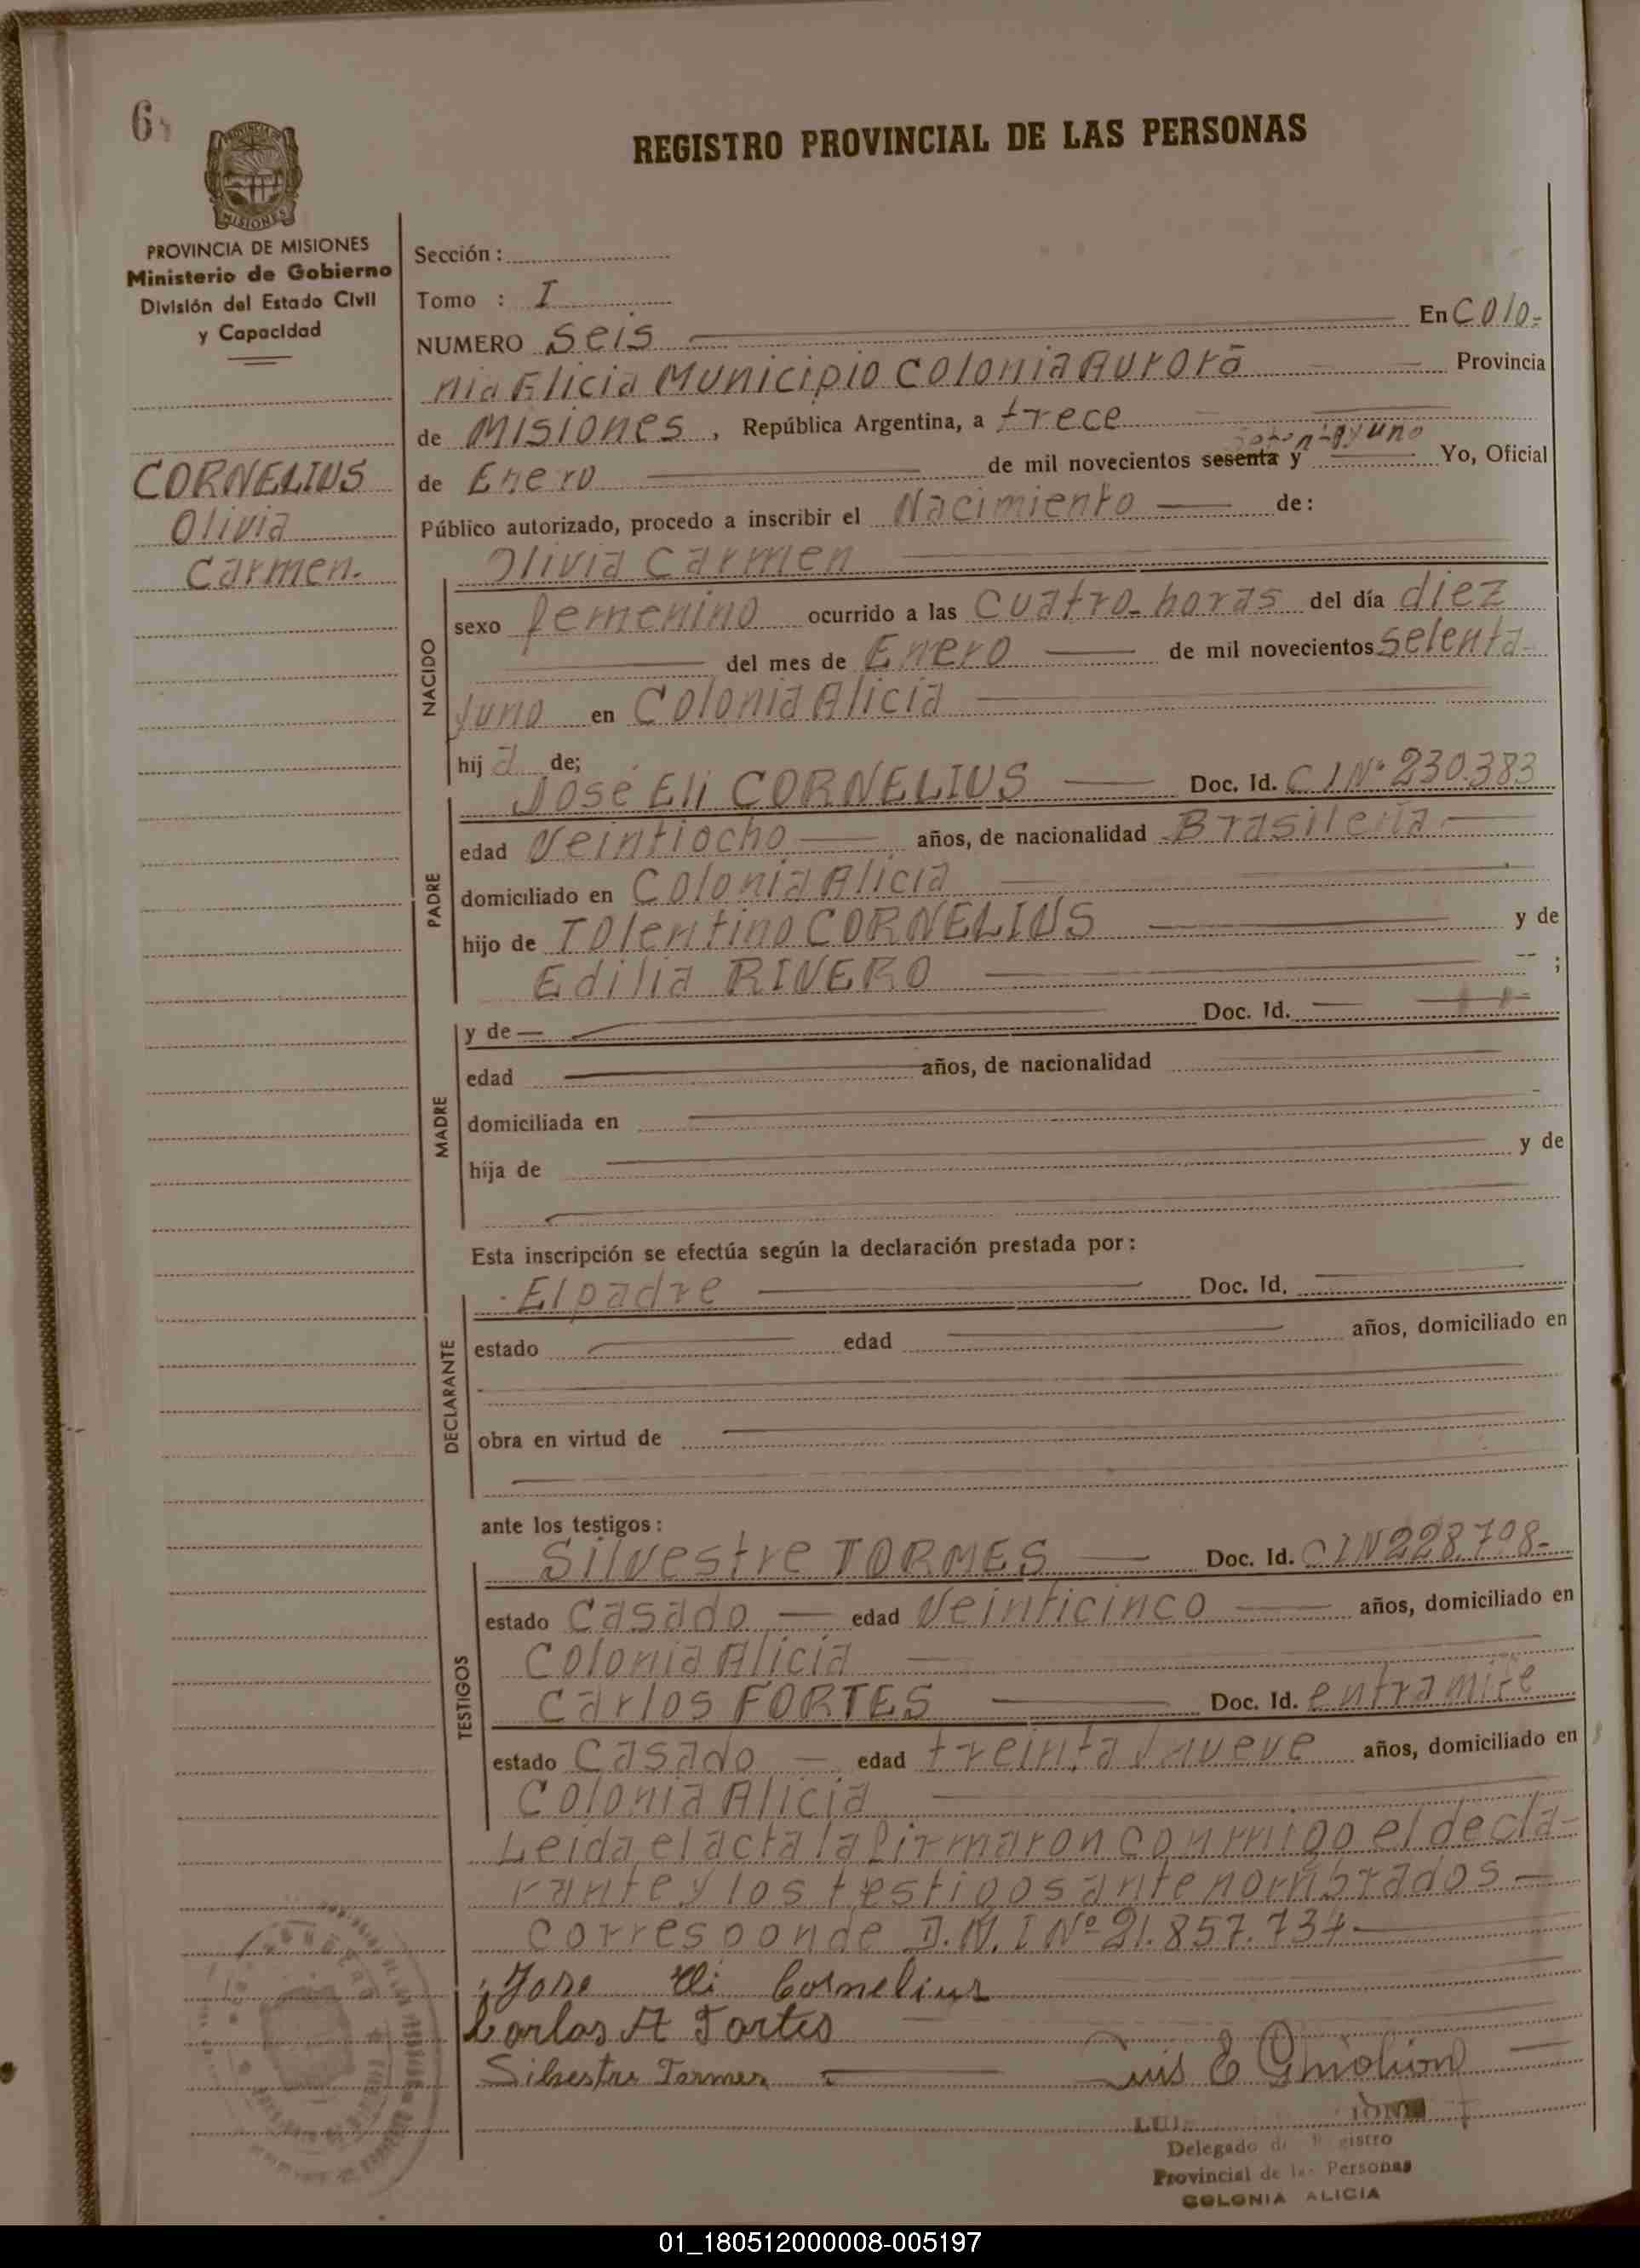 6
REGISTRO PROVINCIAL DE LAS PERSONAS
MISIONES
PROVINCIA DE MISIONES
Ministerio de Gobierno
División del Estado Civil
y Capacidad
CORNELIUS
Olivia
Carmen.
Sección :
Tomo : I
NUMERO Seis En Colo-
nia Alicia Municipio Colonia Aurora Provincia
de Misiones, República Argentina, a trece
de Enero de mil novecientos sesenta y setenta y uno Yo, Oficial
Público autorizado, procedo a inscribir el Nacimiento de:
NACIDO
Olivia Carmen
sexo femenino ocurrido a las cuatro horas del día diez
del mes de Enero de mil novecientos setenta
y uno en Colonia Alicia
hij a de;
PADRE
José Eli CORNELIUS Doc. Id. C I Nº 230.383
edad veintiocho años, de nacionalidad Brasileña
domiciliado en Colonia Alicia
hijo de Tolentino CORNELIUS y de
Edilia RIVERO ;
MADRE
y de Doc. Id.
edad años, de nacionalidad
domiciliada en
hija de y de
Esta inscripción se efectúa según la declaración prestada por :
DECLARANTE
El padre Doc. Id.
estado edad años, domiciliado en
obra en virtud de
ante los testigos :
TESTIGOS
Silvestre TORMES Doc. Id. C I N 228.798-
estado Casado edad veinticinco años, domiciliado en
Colonia Alicia
Carlos FORTES Doc. Id. en tramite
estado Casado edad treinta y nueve años, domiciliado en
Colonia Alicia
Leida el acta la firmaron conmigo el decla-
rante y los testigos antenombrados-
corresponde D.N.I Nº 21.857.734
Jose Eli Cornelius
Carlos A Fortes
Silvestre Tormes
Luis E
Delegado Registro
Provincial de las Personas
COLONIA ALICIA
01_180512000008-005197